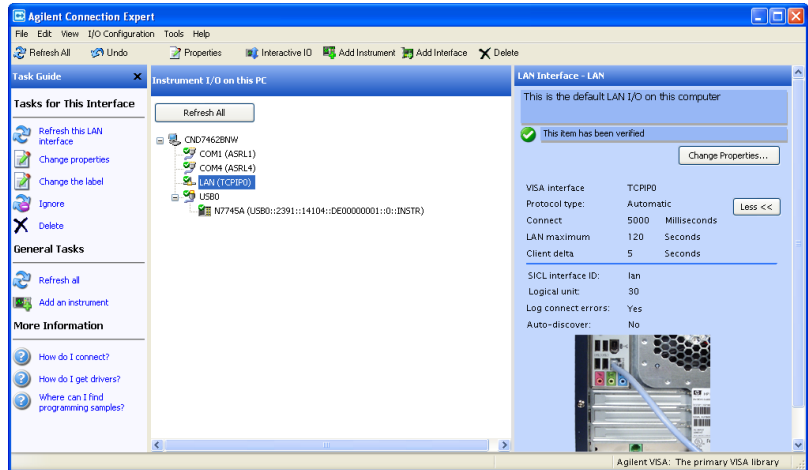 Agilent Connection Expert
File Edit View I/O Configuration Tools Help
Refresh All Undo Properties Interactive IO Add Instrument Add Interface Delete
Task Guide
Tasks for This Interface
Refresh this LAN
interface
Change properties
Change the label
Ignore
Delete
General Tasks
Refresh all
Add an instrument
More Information
How do I connect?
How do I get drivers?
Where can I find
programming samples?
Instrument I/O on this PC
Refresh All
CND7462BNW
COM1 (ASRL1)
COM4 (ASRL4)
LAN (TCPIP0)
USB0
N7745A (USB0::2391::14104::DE00000001::0::INSTR)
LAN Interface - LAN
This is the default LAN I/O on this computer
This item has been verified
Change Properties...
VISA interface TCPIP0
Protocol type: Automatic
Less <<
Connect 5000 Milliseconds
LAN maximum 120 Seconds
Client delta 5 Seconds
SICL interface ID: lan
Logical unit: 30
Log connect errors: Yes
Auto-discover: No
Agilent VISA: The primary VISA library